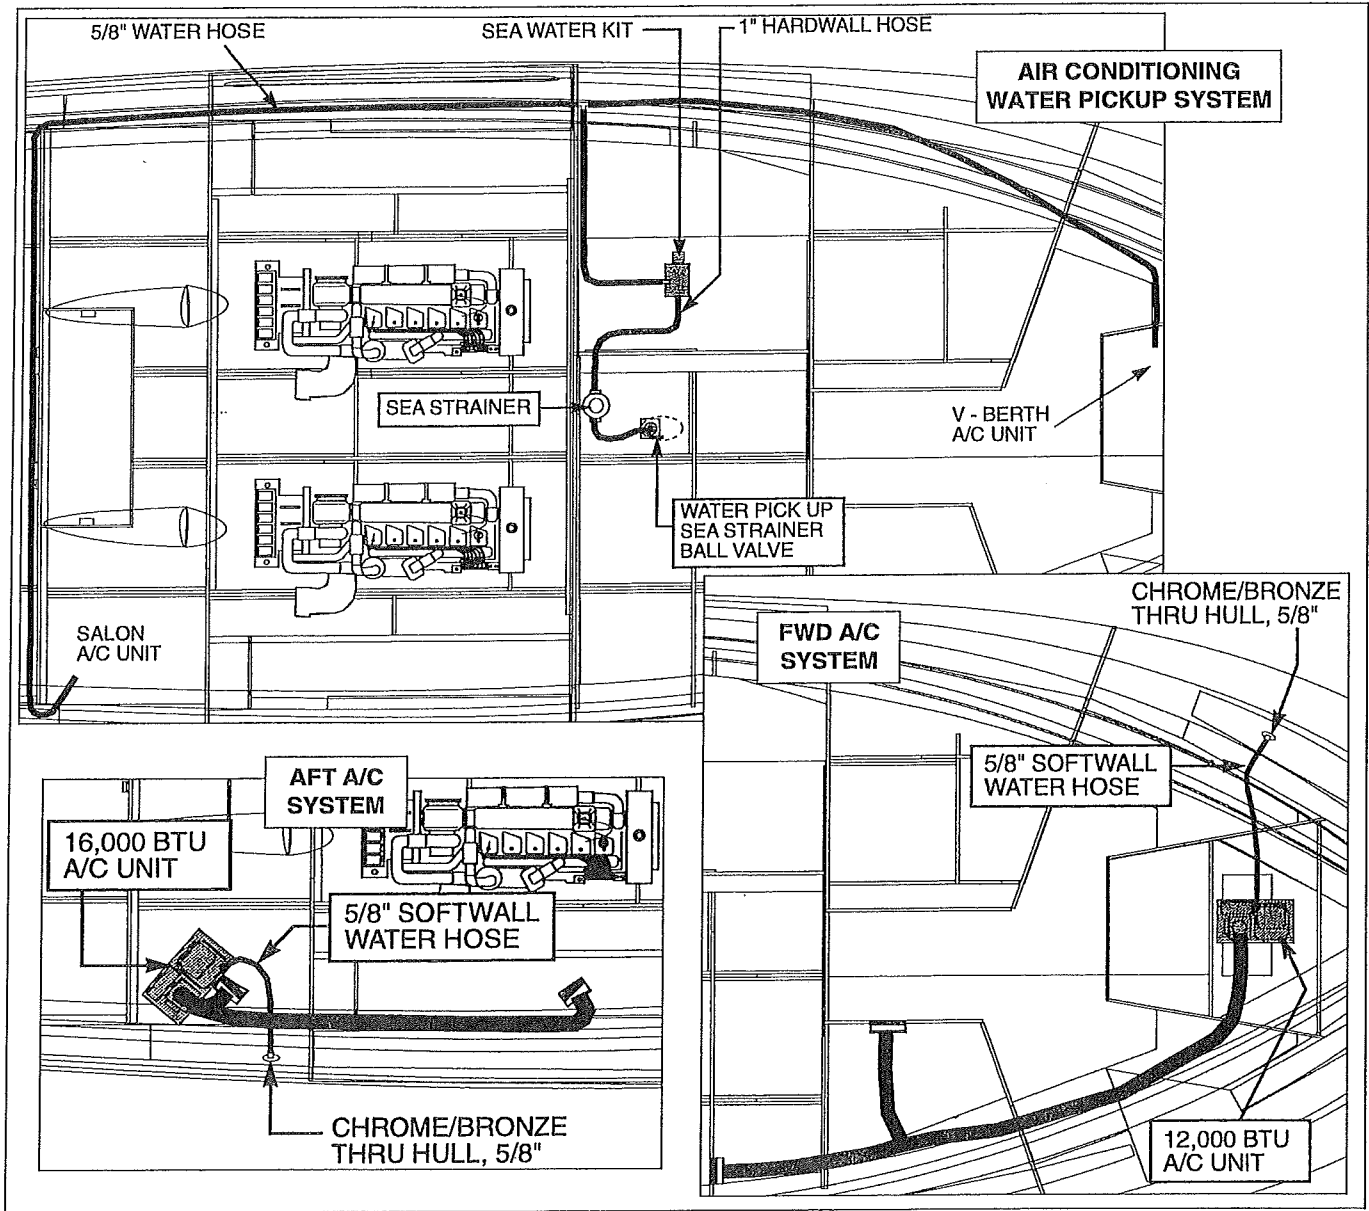 5/8" WATER HOSE
SEA WATER KIT
1" HARDWALL HOSE
AIR CONDITIONING
WATER PICKUP SYSTEM
SEA STRAINER
V - BERTH
A/C UNIT
WATER PICK UP
SEA STRAINER
BALL VALVE
SALON
A/C UNIT
FWD A/C
SYSTEM
CHROME/BRONZE
THRU HULL, 5/8"
5/8" SOFTWALL
WATER HOSE
12,000 BTU
A/C UNIT
AFT A/C
SYSTEM
16,000 BTU
A/C UNIT
5/8" SOFTWALL
WATER HOSE
CHROME/BRONZE
THRU HULL, 5/8"